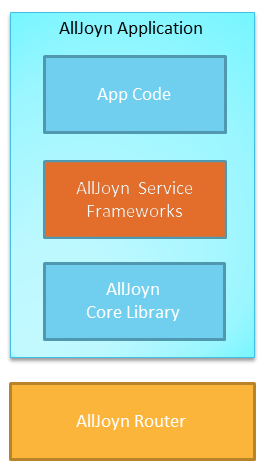 AllJoyn Application
App Code
AllJoyn Service
Frameworks
AllJoyn
Core Library
AllJoyn Router